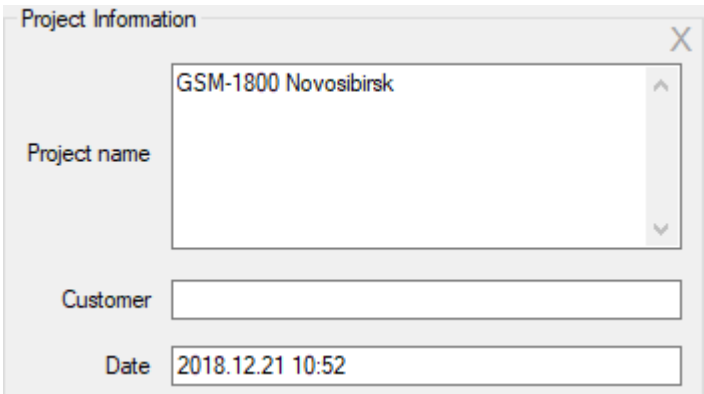 Project Information
X
Project name
GSM-1800 Novosibirsk
Customer
Date
2018.12.21 10:52